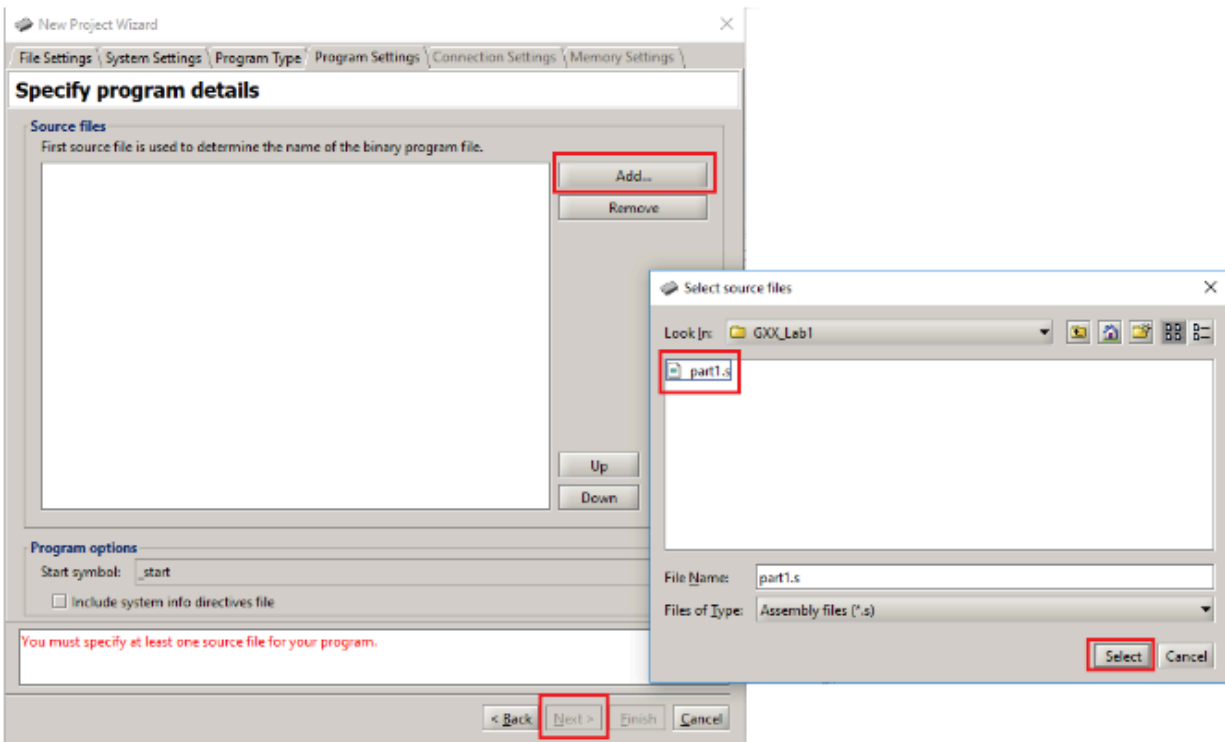 New Project Wizard
File Settings System Settings Program Type Program Settings Connection Settings Memory Settings
Specify program details
Source files
First source file is used to determine the name of the binary program file.
Add...
Remove
Up
Down
Program options
Start symbol: _start
Include system info directives file
You must specify at least one source file for your program.
< Back Next > Finish Cancel
Select source files
Look In: GXX_Lab1
part1.s
File Name: part1.s
Files of Type: Assembly files (*.s)
Select Cancel